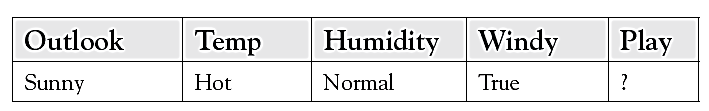 Outlook Temp Humidity Windy Play
Sunny Hot Normal True ?